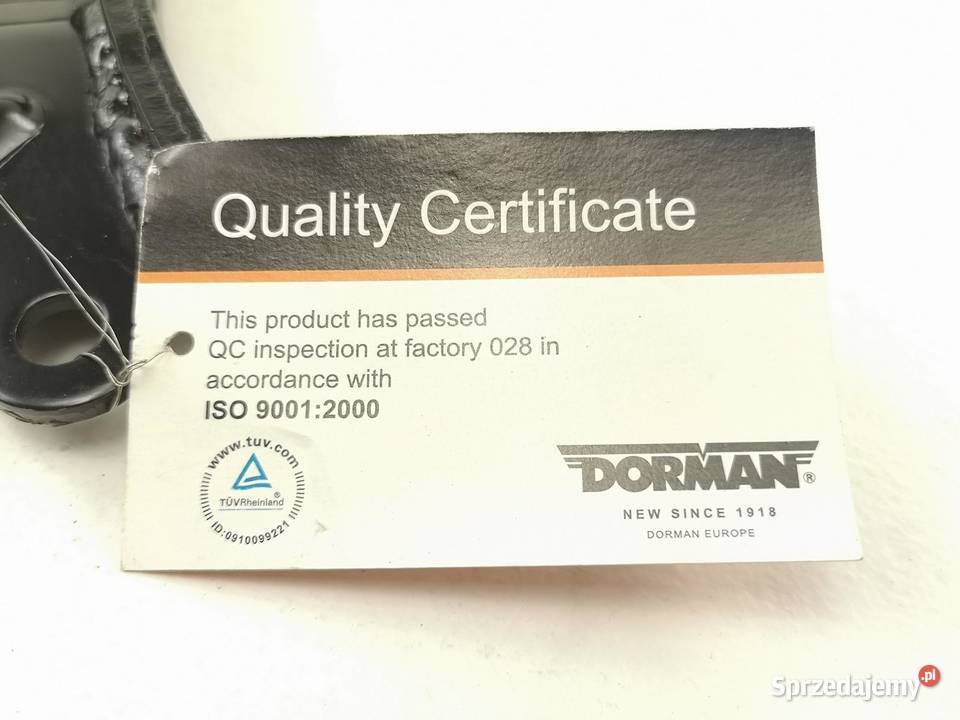 Quality Certificate
This product has passed
QC inspection at factory 028 in
accordance with
ISO 9001:2000
www.tuv.com
TÜVRheinland®
ID:0910099221
DORMAN®
NEW SINCE 1918
DORMAN EUROPE
Sprzedajemy.pl